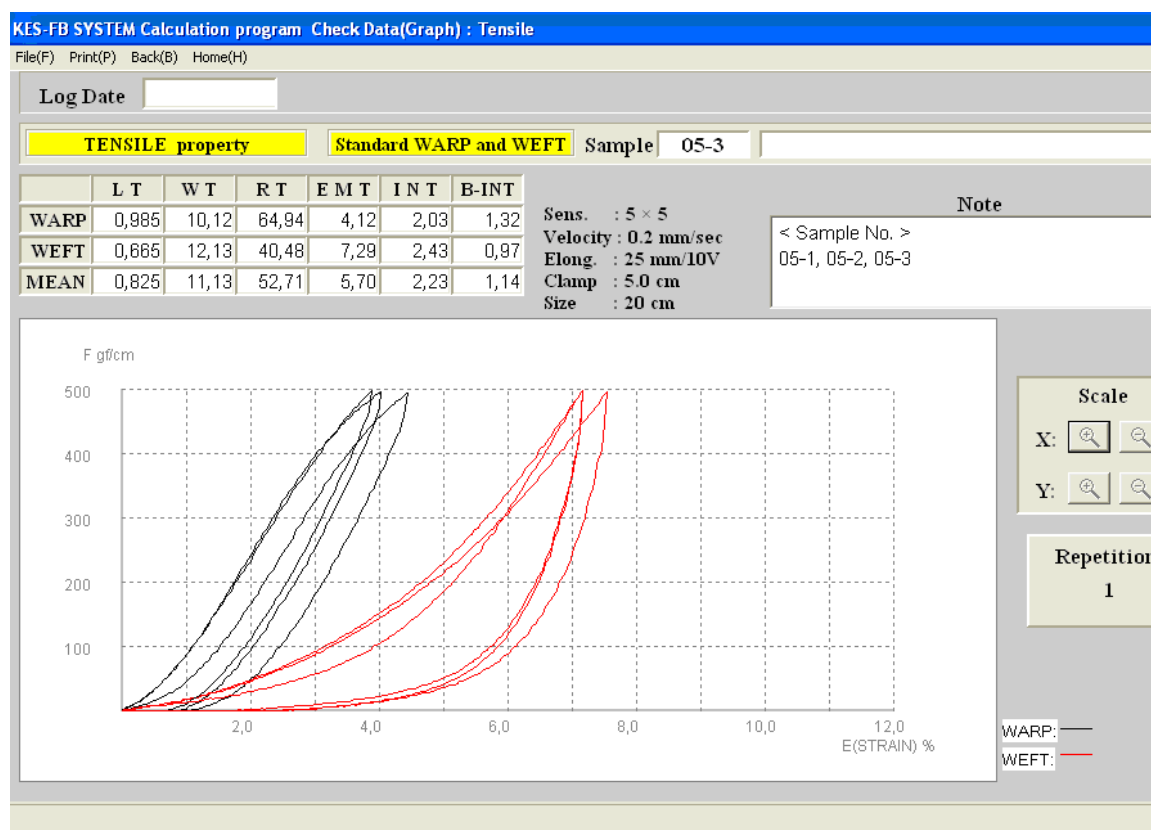 KES-FB SYSTEM Calculation program Check Data(Graph) : Tensile
File(F) Print(P) Back(B) Home(H)
Log Date
TENSILE property Standard WARP and WEFT Sample 05-3
L T W T R T E M T I N T B-INT
WARP 0,985 10,12 64,94 4,12 2,03 1,32
WEFT 0,665 12,13 40,48 7,29 2,43 0,97
MEAN 0,825 11,13 52,71 5,70 2,23 1,14
Sens. : 5 × 5
Velocity : 0.2 mm/sec
Elong. : 25 mm/10V
Clamp : 5.0 cm
Size : 20 cm
Note
< Sample No. >
05-1, 05-2, 05-3
F gf/cm
500
400
300
200
100
2,0 4,0 6,0 8,0 10,0 12,0
E(STRAIN) %
Scale
X:
Y:
Repetition
1
WARP:
WEFT: